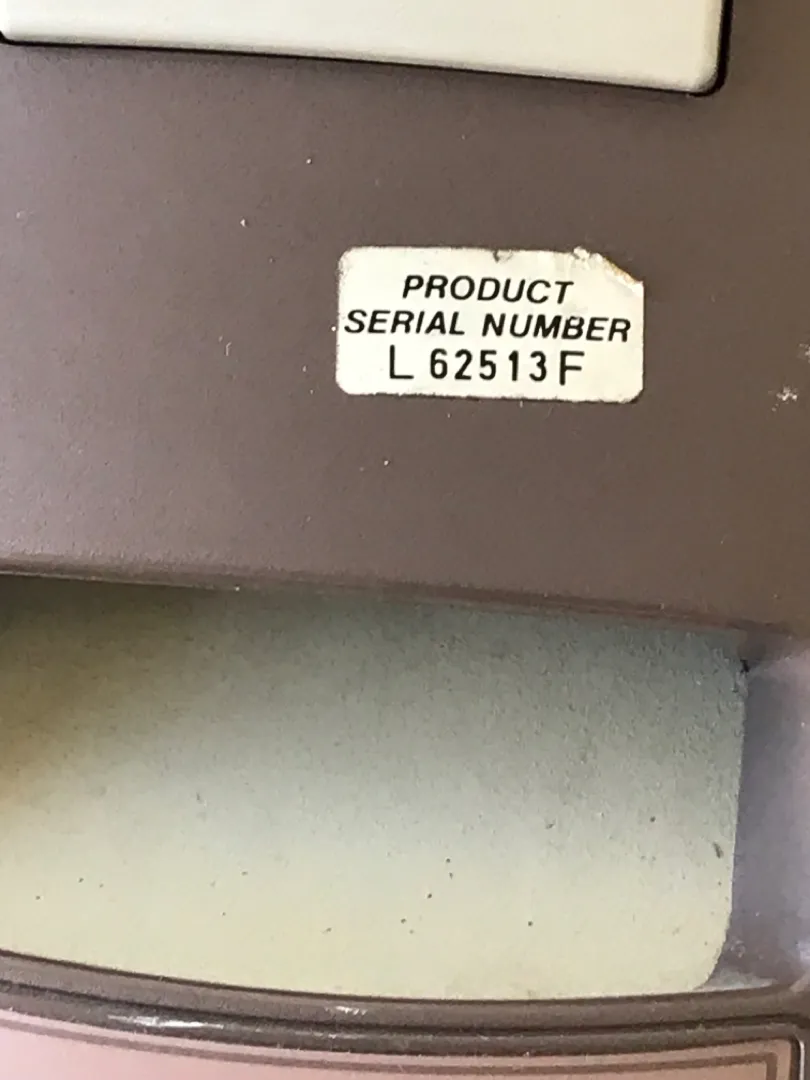 PRODUCT
SERIAL NUMBER
L 62513 F